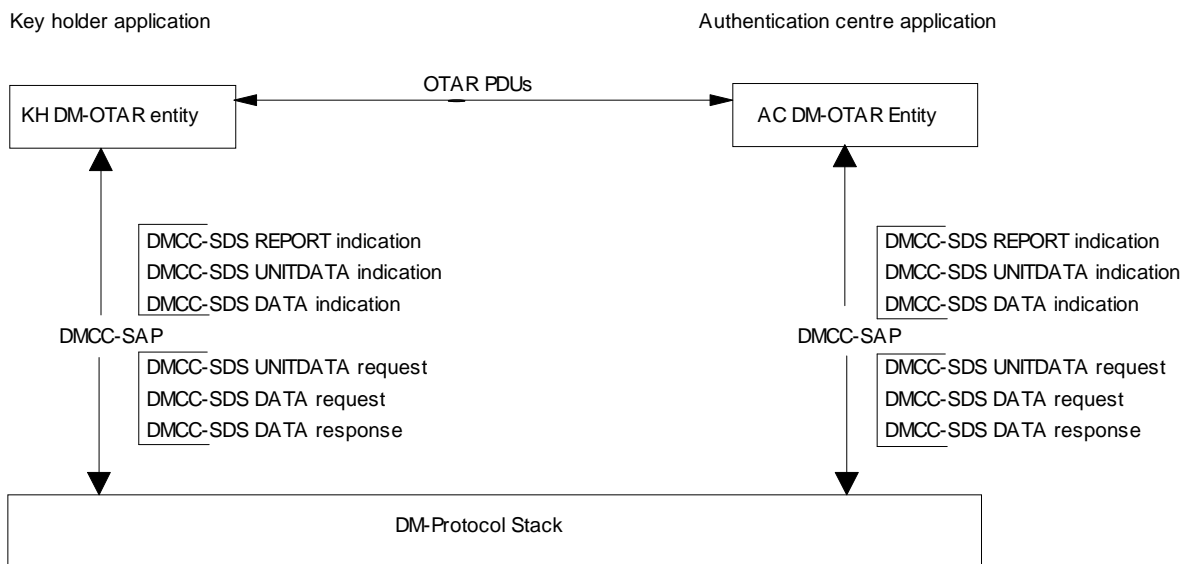 Key holder application
Authentication centre application
OTAR PDUs
KH DM-OTAR entity
AC DM-OTAR Entity
DMCC-SDS REPORT indication
DMCC-SDS UNITDATA indication
DMCC-SDS DATA indication
DMCC-SAP
DMCC-SDS UNITDATA request
DMCC-SDS DATA request
DMCC-SDS DATA response
DMCC-SDS REPORT indication
DMCC-SDS UNITDATA indication
DMCC-SDS DATA indication
DMCC-SAP
DMCC-SDS UNITDATA request
DMCC-SDS DATA request
DMCC-SDS DATA response
DM-Protocol Stack